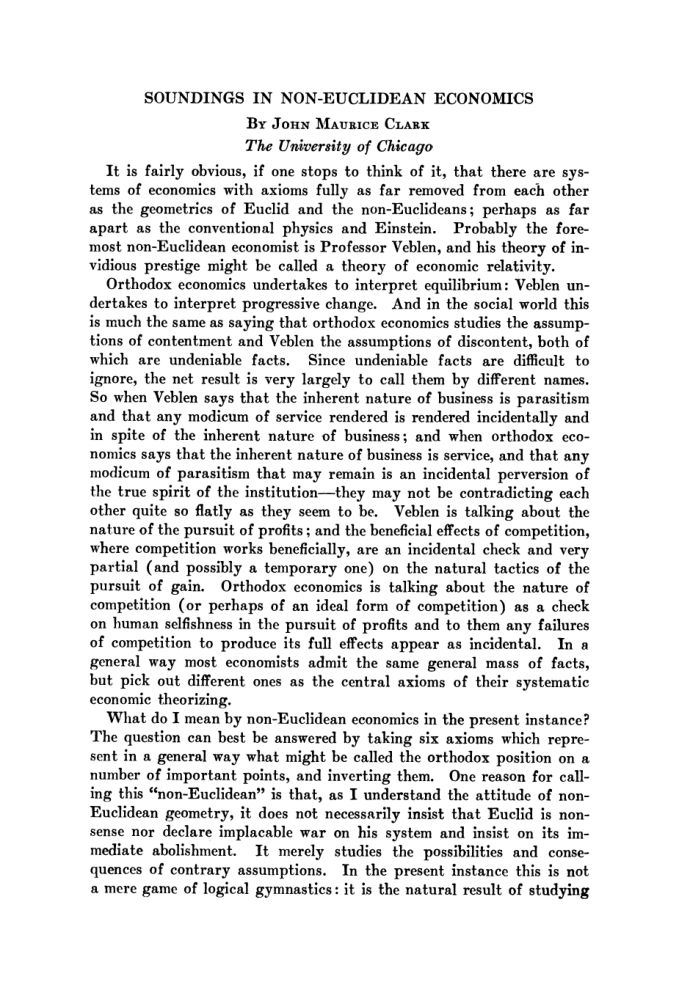 SOUNDINGS IN NON-EUCLIDEAN ECONOMICS
By John Maurice Clark
The University of Chicago
It is fairly obvious, if one stops to think of it, that there are sys-
tems of economics with axioms fully as far removed from each other
as the geometrics of Euclid and the non-Euclideans; perhaps as far
apart as the conventional physics and Einstein. Probably the fore-
most non-Euclidean economist is Professor Veblen, and his theory of in-
vidious prestige might be called a theory of economic relativity.
Orthodox economics undertakes to interpret equilibrium: Veblen un-
dertakes to interpret progressive change. And in the social world this
is much the same as saying that orthodox economics studies the assump-
tions of contentment and Veblen the assumptions of discontent, both of
which are undeniable facts. Since undeniable facts are difficult to
ignore, the net result is very largely to call them by different names.
So when Veblen says that the inherent nature of business is parasitism
and that any modicum of service rendered is rendered incidentally and
in spite of the inherent nature of business; and when orthodox eco-
nomics says that the inherent nature of business is service, and that any
modicum of parasitism that may remain is an incidental perversion of
the true spirit of the institution—they may not be contradicting each
other quite so flatly as they seem to be. Veblen is talking about the
nature of the pursuit of profits; and the beneficial effects of competition,
where competition works beneficially, are an incidental check and very
partial (and possibly a temporary one) on the natural tactics of the
pursuit of gain. Orthodox economics is talking about the nature of
competition (or perhaps of an ideal form of competition) as a check
on human selfishness in the pursuit of profits and to them any failures
of competition to produce its full effects appear as incidental. In a
general way most economists admit the same general mass of facts,
but pick out different ones as the central axioms of their systematic
economic theorizing.
What do I mean by non-Euclidean economics in the present instance?
The question can best be answered by taking six axioms which repre-
sent in a general way what might be called the orthodox position on a
number of important points, and inverting them. One reason for call-
ing this "non-Euclidean" is that, as I understand the attitude of non-
Euclidean geometry, it does not necessarily insist that Euclid is non-
sense nor declare implacable war on his system and insist on its im-
mediate abolishment. It merely studies the possibilities and conse-
quences of contrary assumptions. In the present instance this is not
a mere game of logical gymnastics: it is the natural result of studying